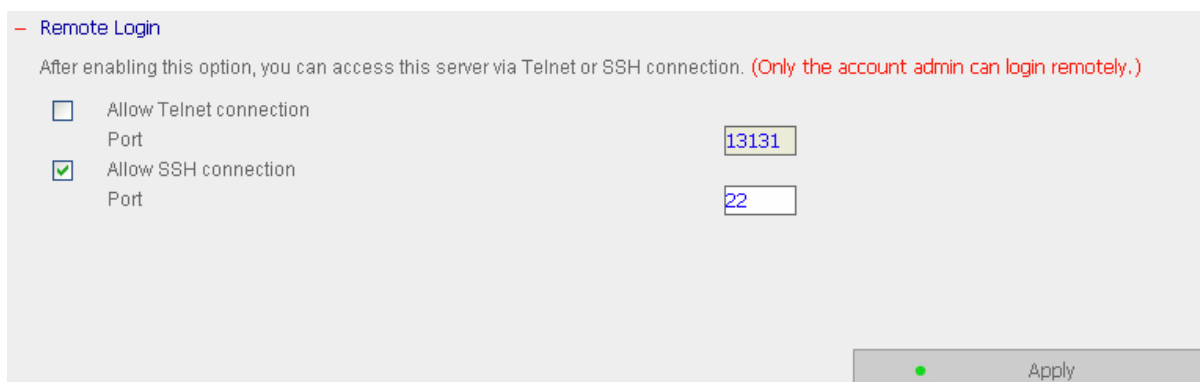 – Remote Login
After enabling this option, you can access this server via Telnet or SSH connection. (Only the account admin can login remotely.)
Allow Telnet connection
Port 13131
Allow SSH connection
Port 22
Apply